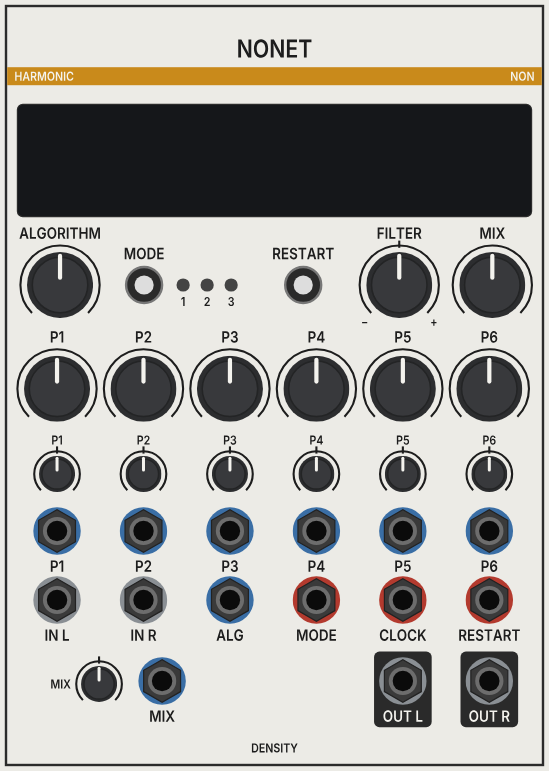 NONET
HARMONIC NON
ALGORITHM MODE RESTART FILTER MIX
1 2 3
− +
P1 P2 P3 P4 P5 P6
P1 P2 P3 P4 P5 P6
P1 P2 P3 P4 P5 P6
IN L IN R ALG MODE CLOCK RESTART
MIX
MIX OUT L OUT R
DENSITY